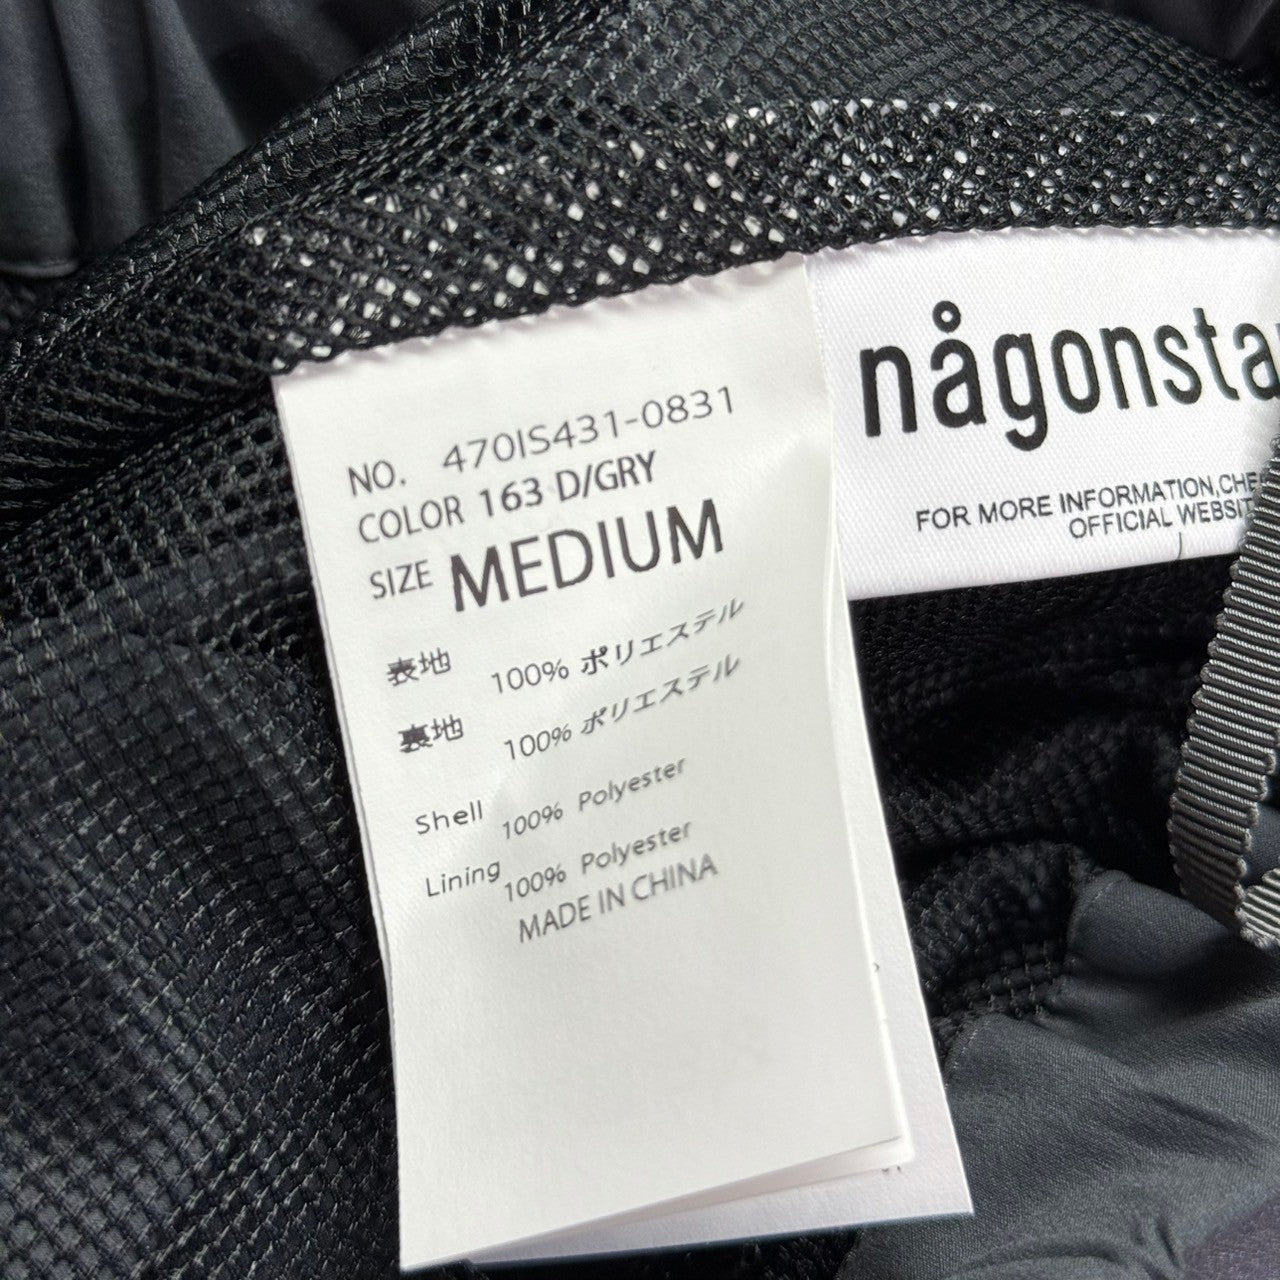 NO. 470IS431-0831
COLOR 163 D/GRY
SIZE MEDIUM
表地 100% ポリエステル
裏地 100% ポリエステル
Shell 100% Polyester
Lining 100% Polyester
MADE IN CHINA
någonsta
FOR MORE INFORMATION,CHE
OFFICIAL WEBSIT